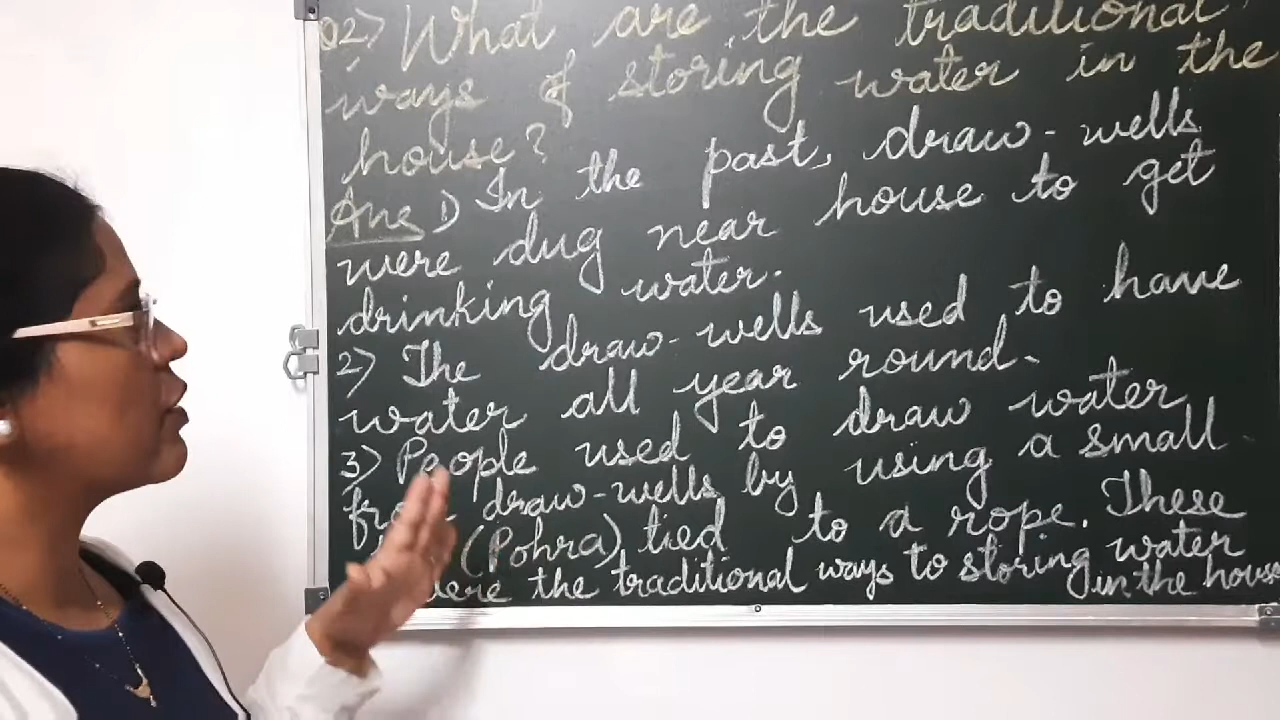 Q2) What are the traditional
ways of storing water in the
house?
Ans 1) In the past, draw-wells
were dug near house to get
drinking water.
2) The draw-wells used to have
water all year round.
3) People used to draw water
draw-wells by using a small
(Pohra) tied to a rope. These
were the traditional ways to storing water
in the house